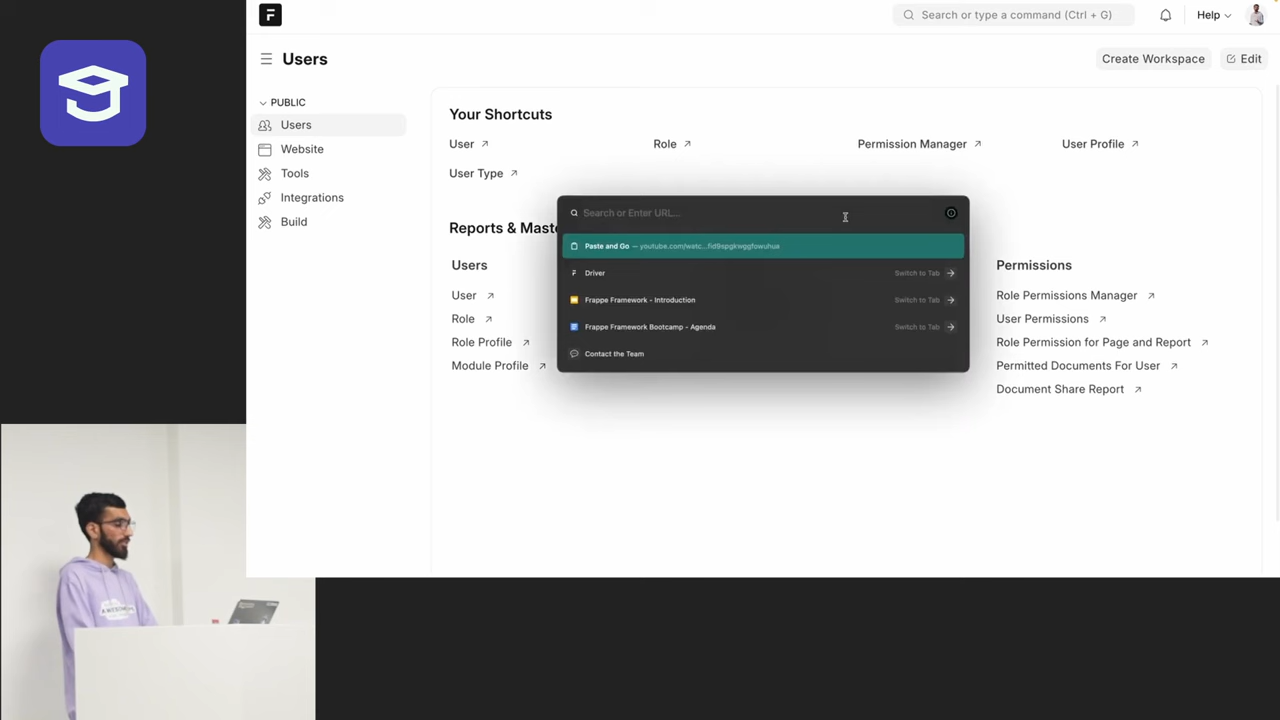 F
Search or type a command (Ctrl + G)
Help
Users
Create Workspace
Edit
PUBLIC
Users
Website
Tools
Integrations
Build
Your Shortcuts
User
Role
Permission Manager
User Profile
User Type
Reports & Maste
Users
User
Role
Role Profile
Module Profile
Permissions
Role Permissions Manager
User Permissions
Role Permission for Page and Report
Permitted Documents For User
Document Share Report
Search or Enter URL...
Paste and Go — youtube.com/watc...fid9spgkwggfowuhua
Driver
Switch to Tab
Frappe Framework - Introduction
Switch to Tab
Frappe Framework Bootcamp - Agenda
Switch to Tab
Contact the Team